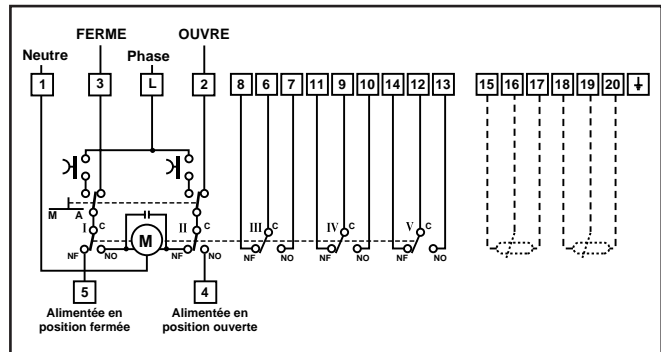 FERME OUVRE
Neutre Phase
1 3 L 2 8 6 7 11 9 10 14 12 13 15 16 17 18 19 20
M A
I C II C III C IV C V C
M
NF NO NF NO NF NO NF NO NF NO
5 4
Alimentée en Alimentée en
position fermée position ouverte